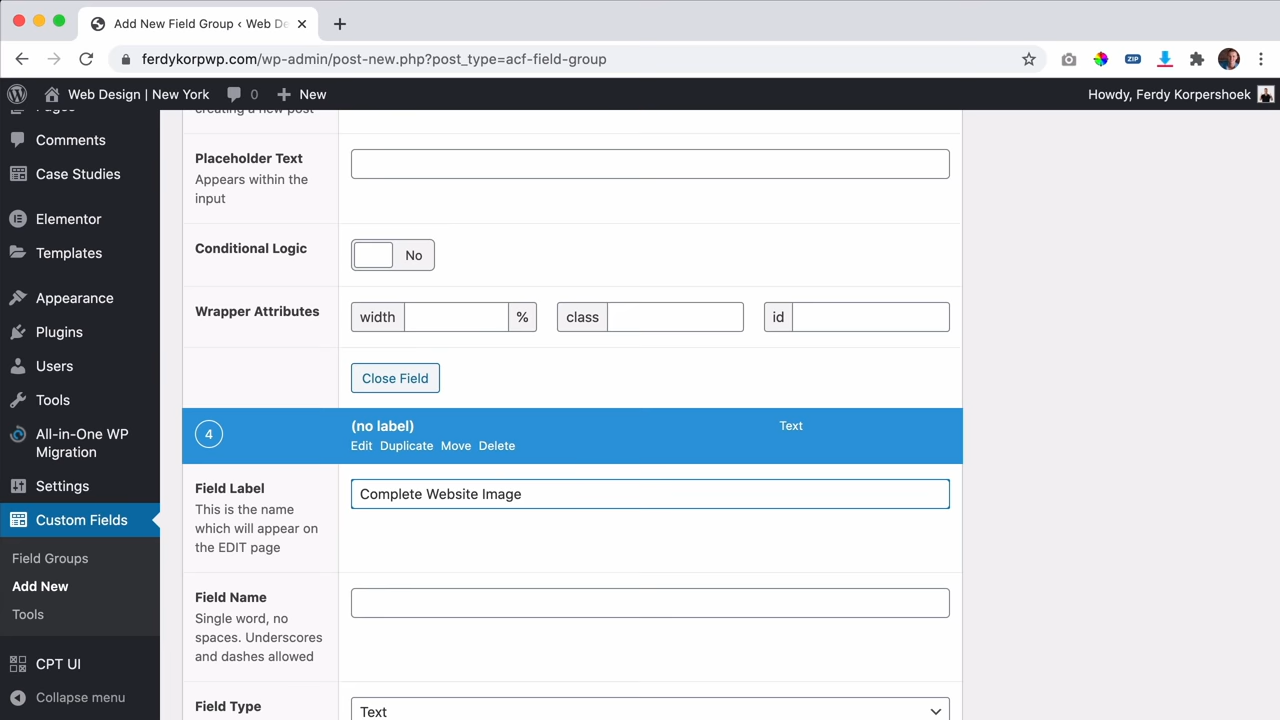 Add New Field Group ‹ Web De
ferdykorpwp.com/wp-admin/post-new.php?post_type=acf-field-group
ZIP
Web Design | New York
0
New
Howdy, Ferdy Korpershoek
Pages
Comments
Case Studies
Elementor
Templates
Appearance
Plugins
Users
Tools
All-in-One WP
Migration
Settings
Custom Fields
Field Groups
Add New
Tools
CPT UI
Collapse menu
creating a new post
Placeholder Text
Appears within the
input
Conditional Logic
No
Wrapper Attributes
width
%
class
id
Close Field
4
(no label)
Text
Edit Duplicate Move Delete
Field Label
This is the name
which will appear on
the EDIT page
Complete Website Image
Field Name
Single word, no
spaces. Underscores
and dashes allowed
Field Type
Text